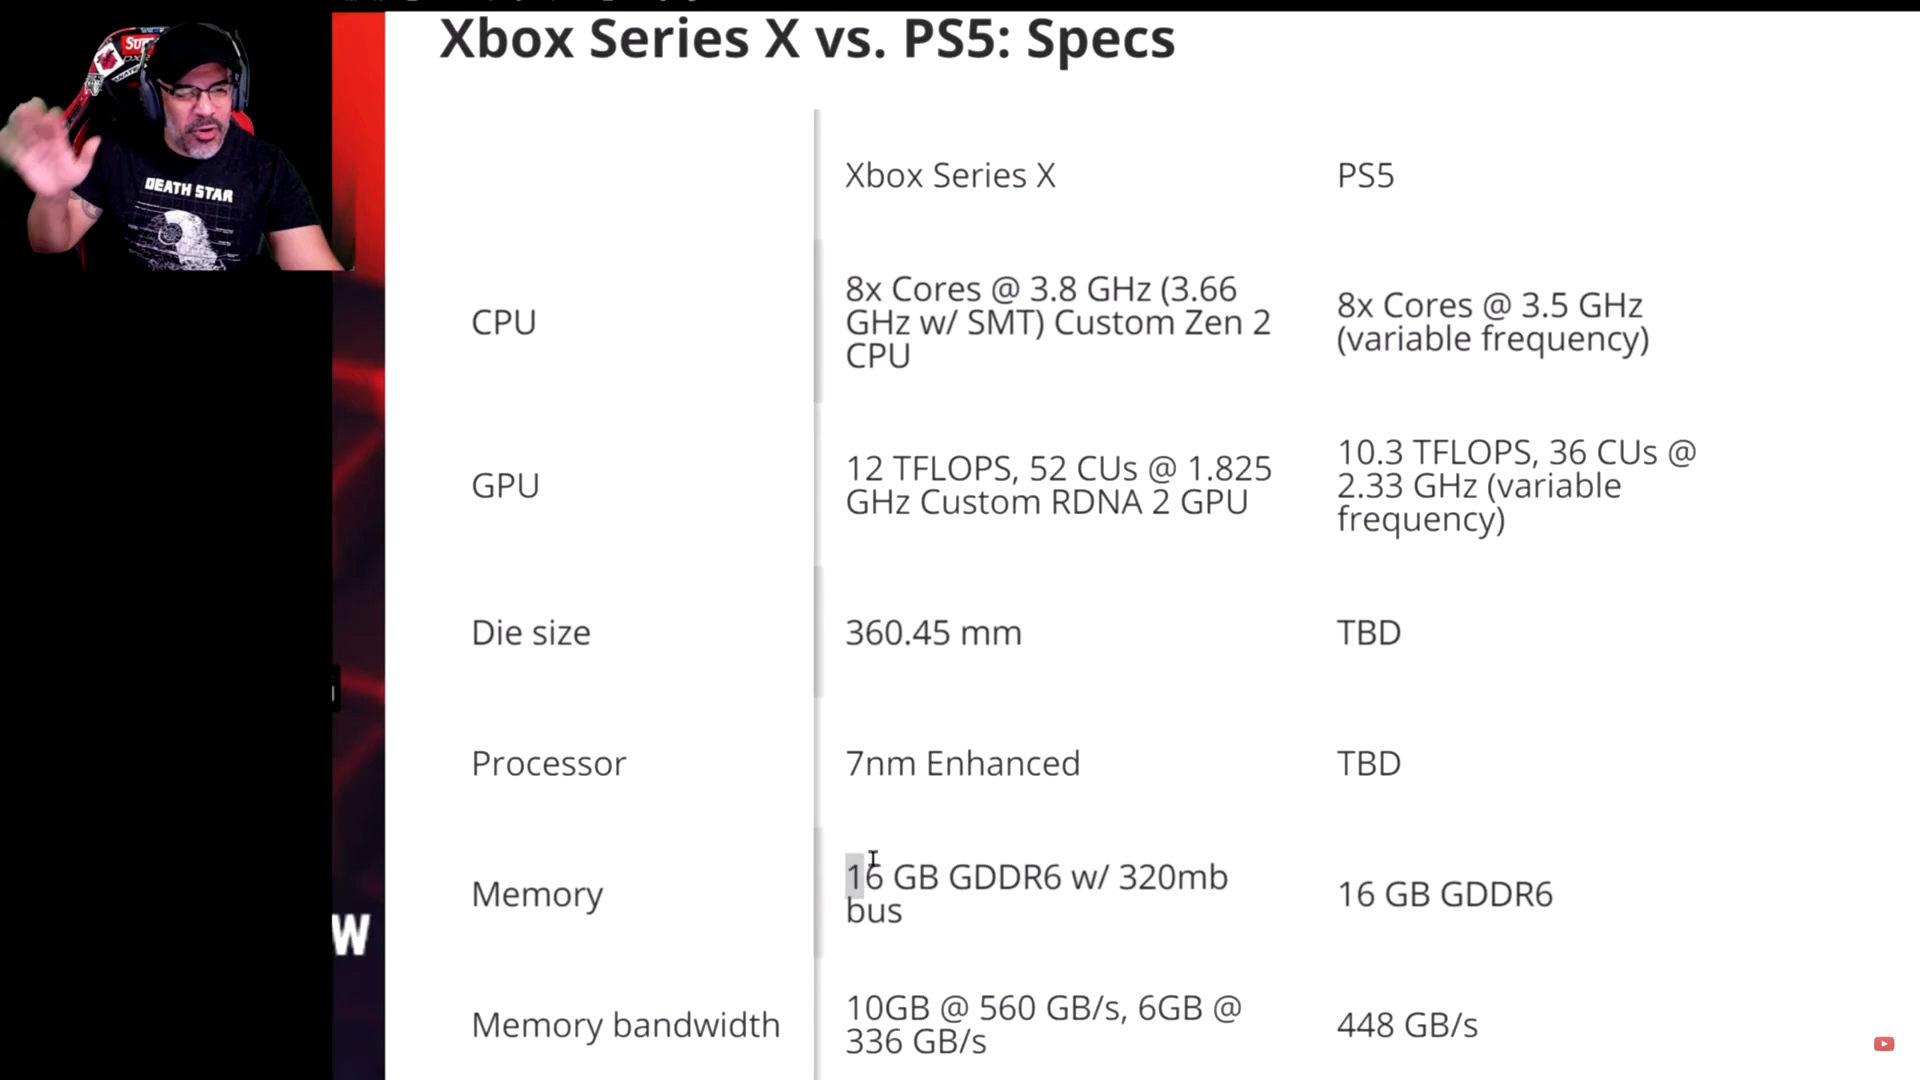 Xbox Series X vs. PS5: Specs
Xbox Series X
PS5
CPU
8x Cores @ 3.8 GHz (3.66
GHz w/ SMT) Custom Zen 2
CPU
8x Cores @ 3.5 GHz
(variable frequency)
GPU
12 TFLOPS, 52 CUs @ 1.825
GHz Custom RDNA 2 GPU
10.3 TFLOPS, 36 CUs @
2.33 GHz (variable
frequency)
Die size
360.45 mm
TBD
Processor
7nm Enhanced
TBD
Memory
16 GB GDDR6 w/ 320mb
bus
16 GB GDDR6
Memory bandwidth
10GB @ 560 GB/s, 6GB @
336 GB/s
448 GB/s
DEATH STAR
W